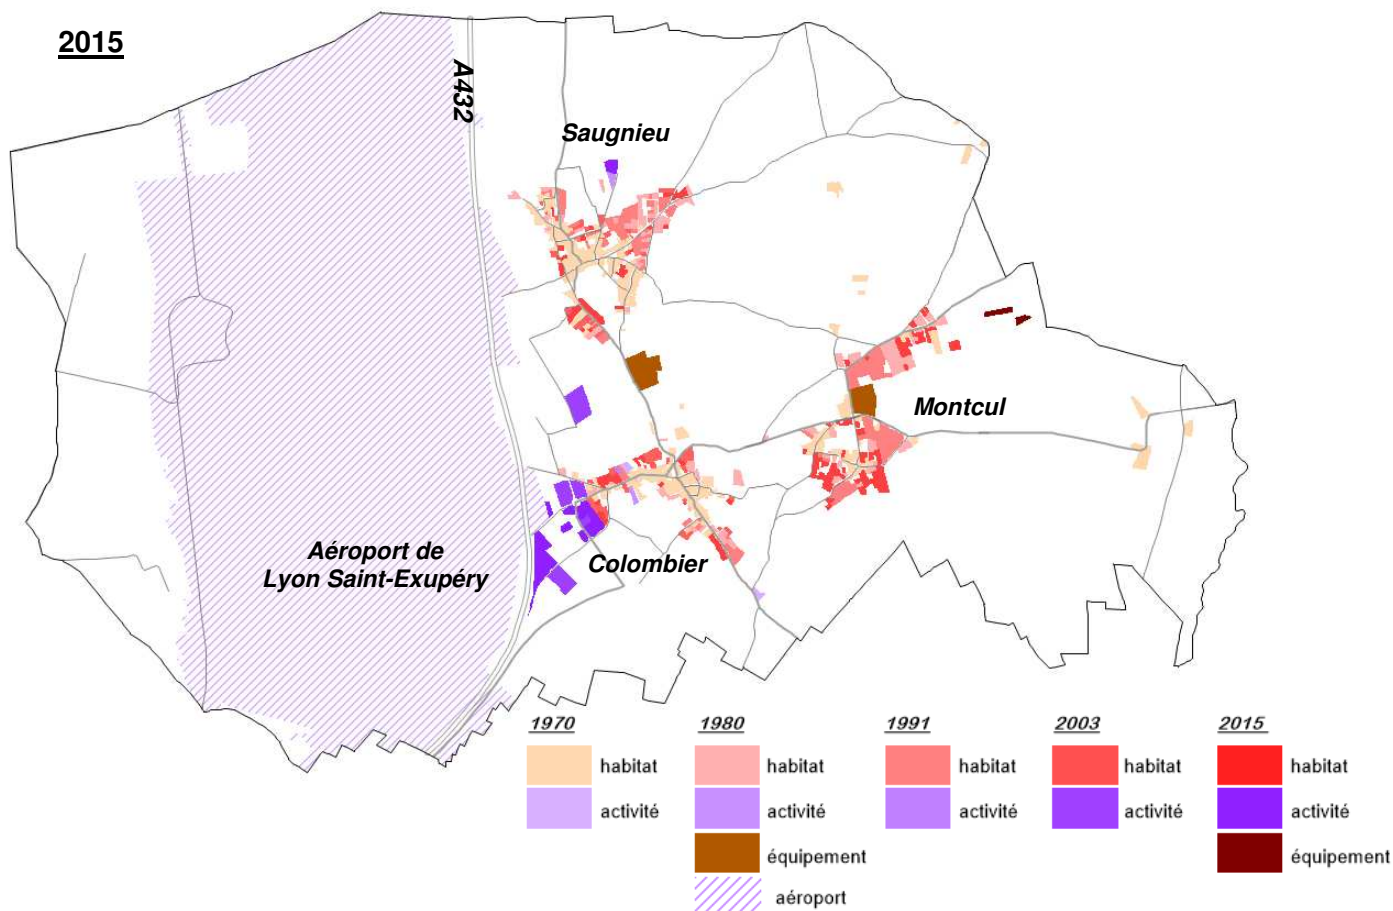 2015
A432
Saugnieu
Montcul
Aéroport de
Lyon Saint-Exupéry
Colombier
1970
1980
1991
2003
2015
habitat
habitat
habitat
habitat
habitat
activité
activité
activité
activité
activité
équipement
équipement
aéroport